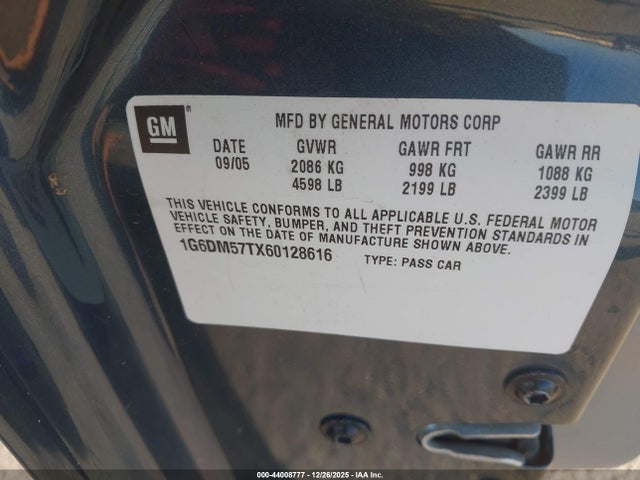 GM
®
MFD BY GENERAL MOTORS CORP
DATE GVWR GAWR FRT GAWR RR
09/05 2086 KG 998 KG 1088 KG
4598 LB 2199 LB 2399 LB
THIS VEHICLE CONFORMS TO ALL APPLICABLE U.S. FEDERAL MOTOR
VEHICLE SAFETY, BUMPER, AND THEFT PREVENTION STANDARDS IN
EFFECT ON THE DATE OF MANUFACTURE SHOWN ABOVE.
1G6DM57TX60128616 TYPE: PASS CAR
000-44008777 - 12/26/2025 - IAA Inc.